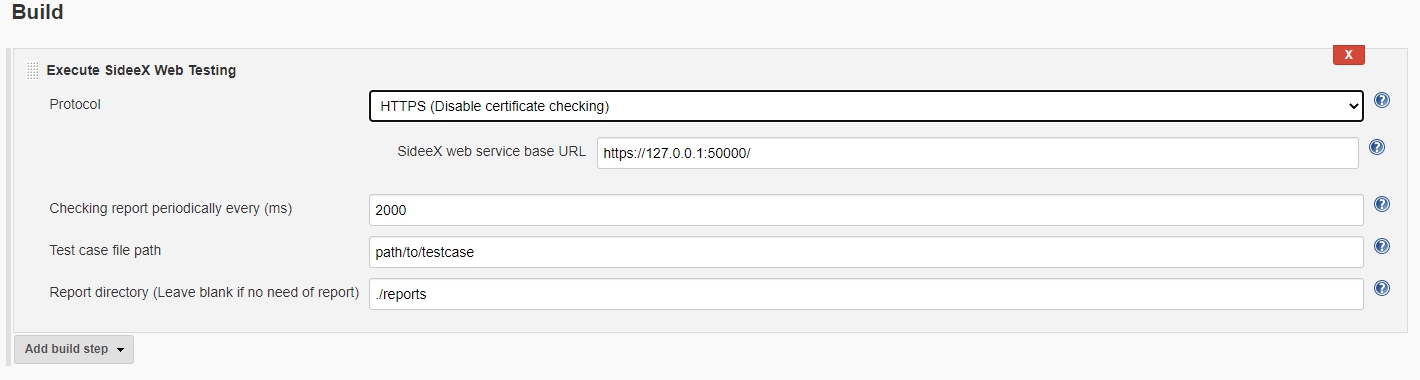 Build
X
Execute SideeX Web Testing
Protocol HTTPS (Disable certificate checking) ?
SideeX web service base URL https://127.0.0.1:50000/ ?
Checking report periodically every (ms) 2000 ?
Test case file path path/to/testcase ?
Report directory (Leave blank if no need of report) ./reports ?
Add build step